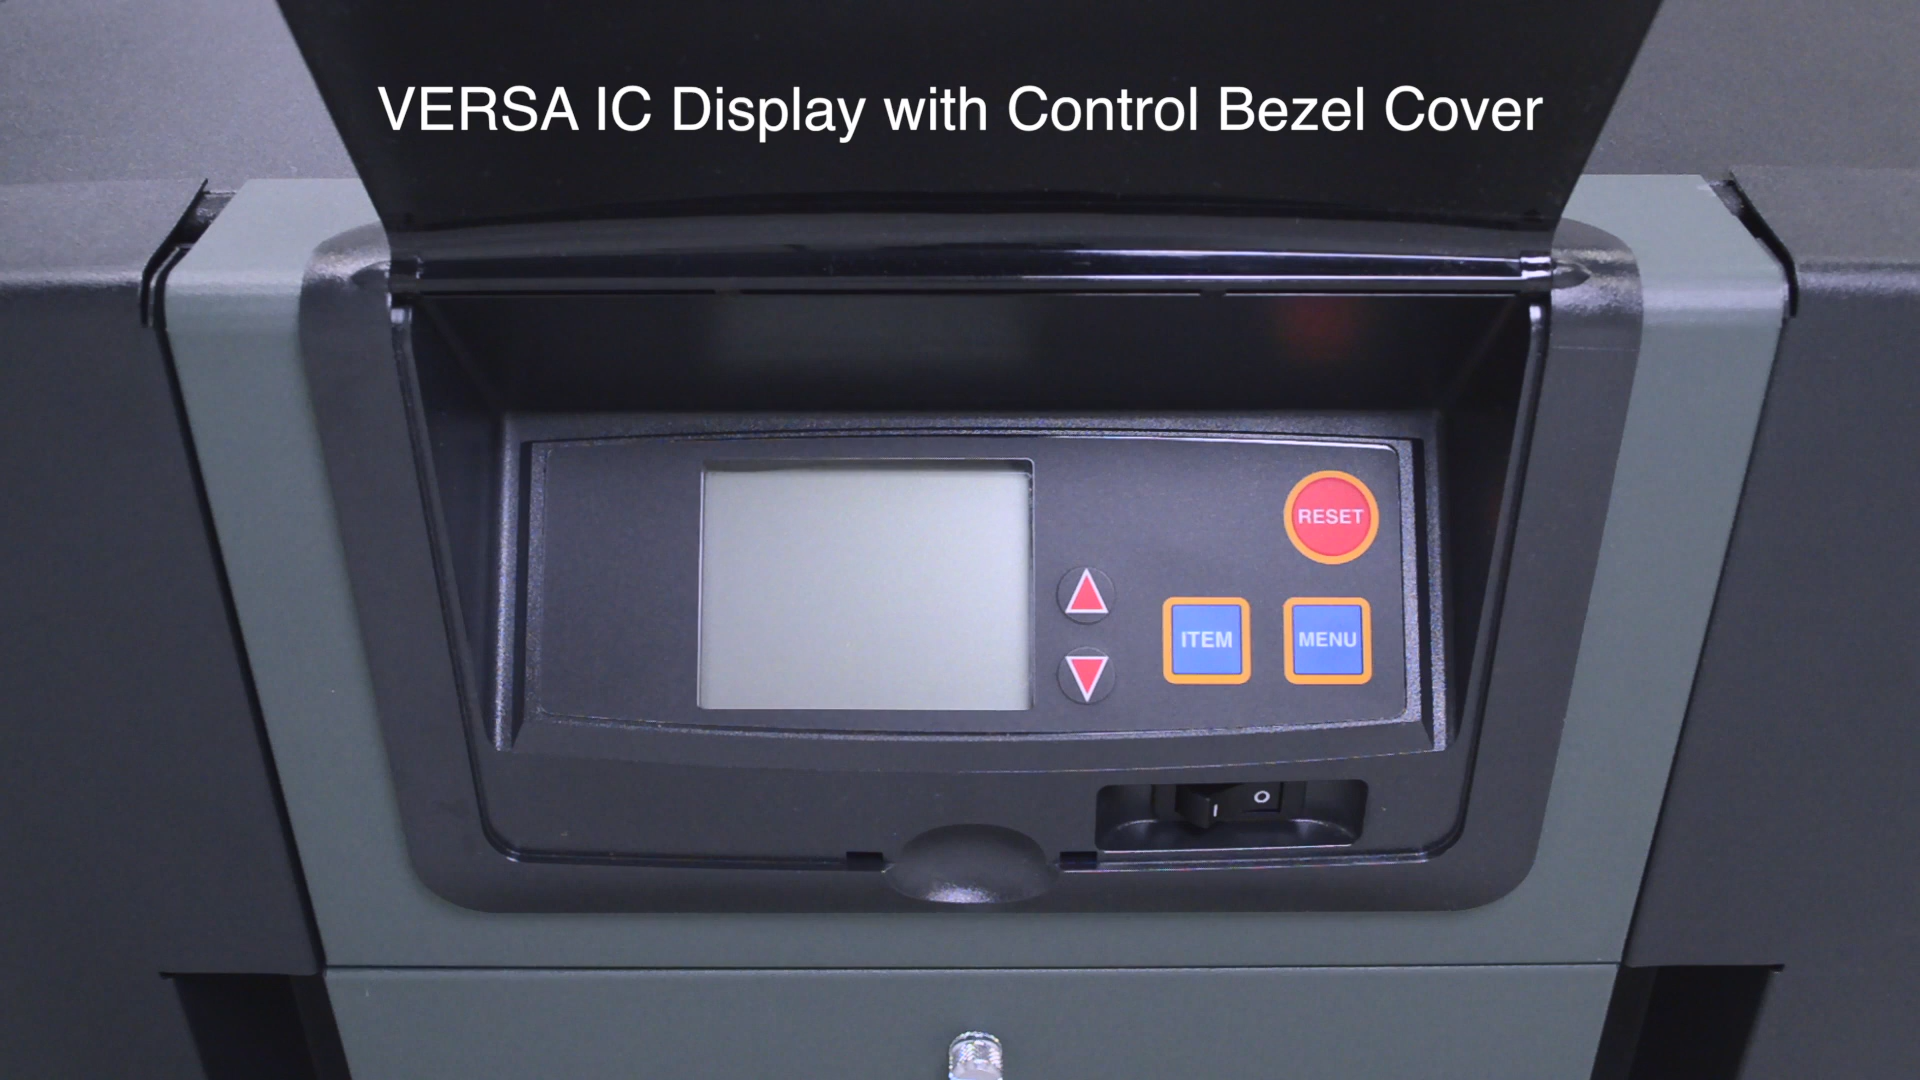 VERSA IC Display with Control Bezel Cover
RESET
ITEM
MENU
I
O